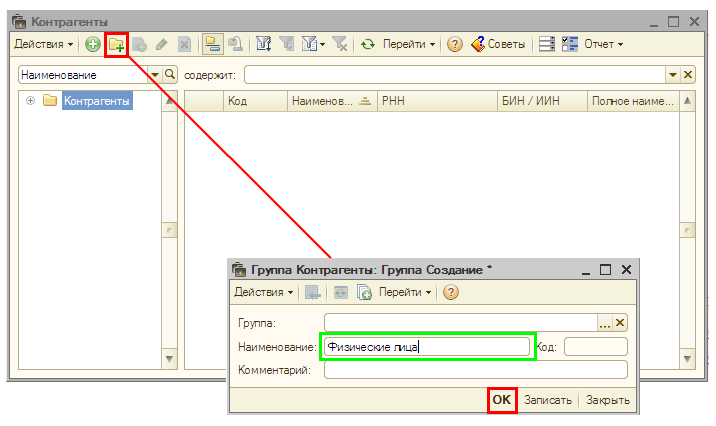 Контрагенты
Действия Перейти Советы Отчет
Наименование содержит:
Контрагенты Код Наименов... РНН БИН / ИИН Полное наиме...
Группа Контрагенты: Группа Создание *
Действия Перейти
Группа:
Наименование: Физические лица Код:
Комментарий:
OK Записать Закрыть